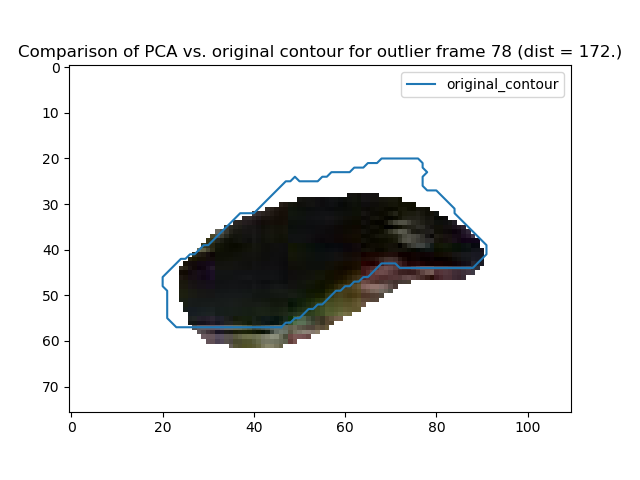 Comparison of PCA vs. original contour for outlier frame 78 (dist = 172.)
original_contour
0
10
20
30
40
50
60
70
0 20 40 60 80 100